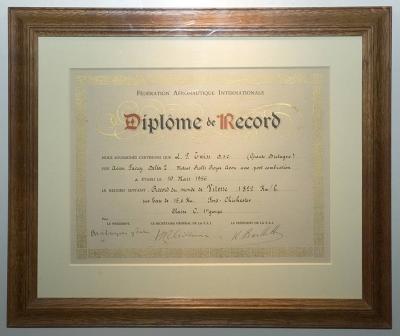 FÉDÉRATION AÉRONAUTIQUE INTERNATIONALE
Diplôme de Record
NOUS SOUSSIGNÉS CERTIFIONS QUE L. P. Twiss D.S.C. (Grande Bretagne)
SUR Avion Fairey Delta 2 Moteur Rolls Royce Avon avec post combustion
A ÉTABLI LE 10 Mars 1956
LE RECORD SUIVANT Record du monde de Vitesse 1822 Km/h
sur base de 15,6 Km Ford-Chichester
Classe C. 1er groupe
LE PRÉSIDENT LE SECRÉTAIRE GÉNÉRAL DE LA F.A.I. LE PRÉSIDENT DE LA F.A.I.